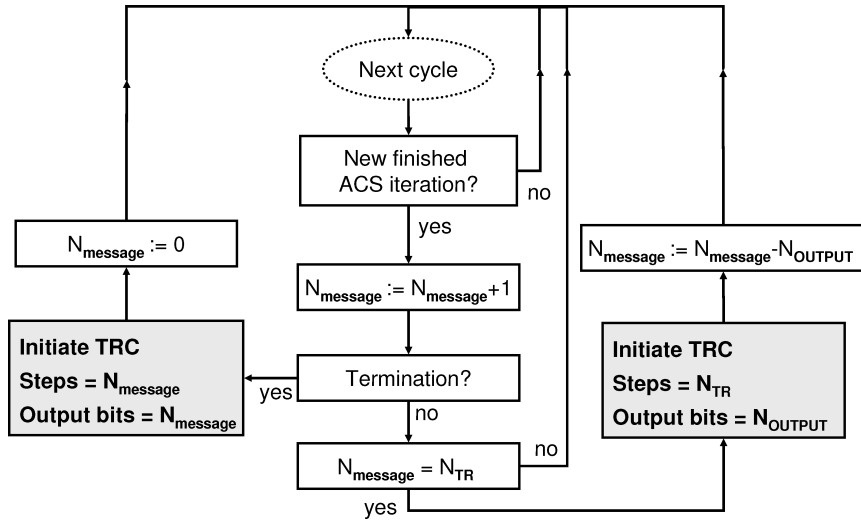 Next cycle
New finished
ACS iteration?
no
yes
N_message := 0
N_message := N_message-N_OUTPUT
N_message := N_message+1
Initiate TRC
Steps = N_message
Output bits = N_message
yes
Termination?
no
Initiate TRC
Steps = N_TR
Output bits = N_OUTPUT
N_message = N_TR
no
yes